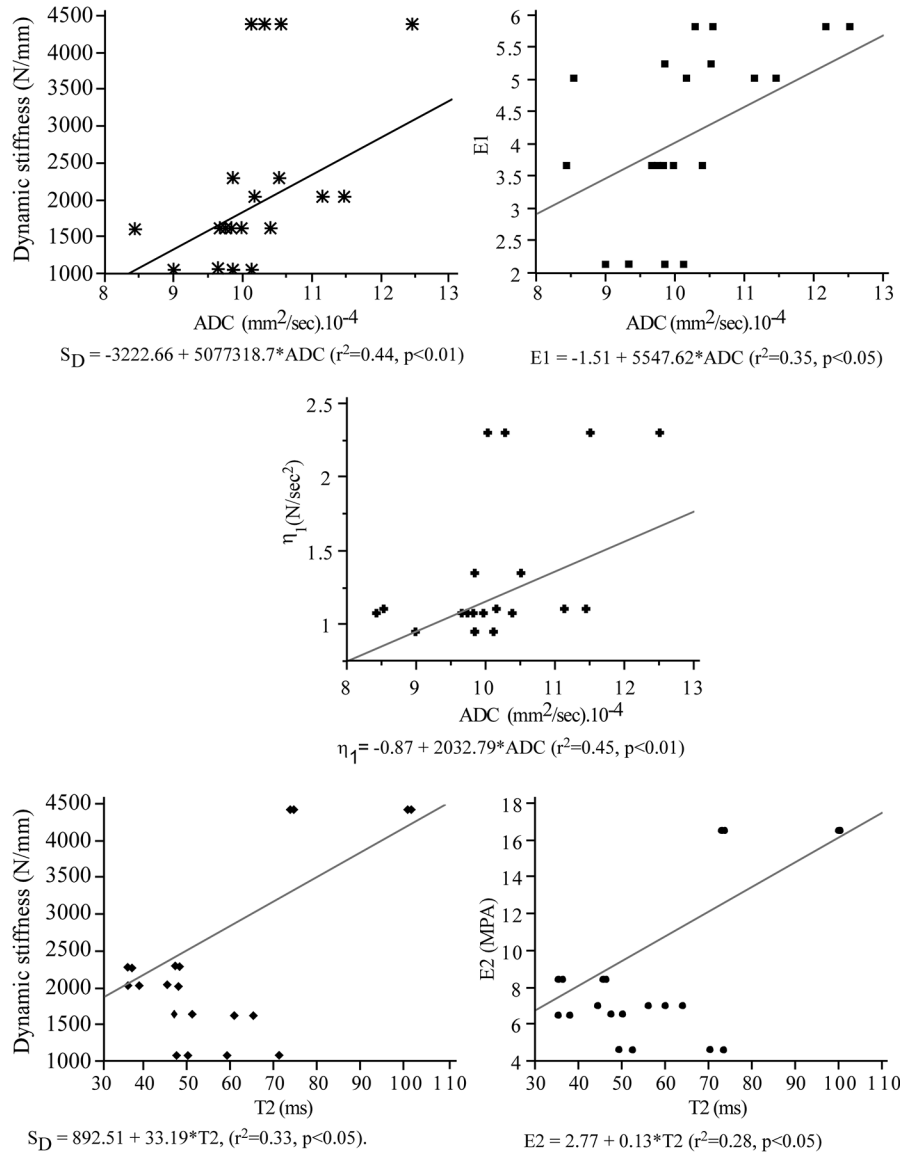 Dynamic stiffness (N/mm)
4500
4000
3500
3000
2500
2000
1500
1000
8 9 10 11 12 13
ADC (mm2/sec).10-4
SD = -3222.66 + 5077318.7*ADC (r2=0.44, p<0.01)
E1
6
5.5
5
4.5
4
3.5
3
2.5
2
8 9 10 11 12 13
ADC (mm2/sec).10-4
E1 = -1.51 + 5547.62*ADC (r2=0.35, p<0.05)
η1(N/sec2)
2.5
2
1.5
1
8 9 10 11 12 13
ADC (mm2/sec).10-4
η1= -0.87 + 2032.79*ADC (r2=0.45, p<0.01)
Dynamic stiffness (N/mm)
4500
4000
3500
3000
2500
2000
1500
1000
30 40 50 60 70 80 90 100 110
T2 (ms)
SD = 892.51 + 33.19*T2, (r2=0.33, p<0.05).
E2 (MPA)
18
16
14
12
10
8
6
4
30 40 50 60 70 80 90 100 110
T2 (ms)
E2 = 2.77 + 0.13*T2 (r2=0.28, p<0.05)